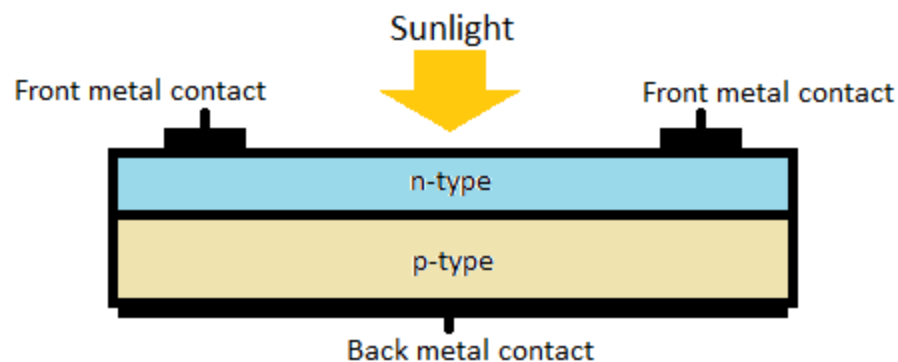 Sunlight
Front metal contact
Front metal contact
n-type
p-type
Back metal contact